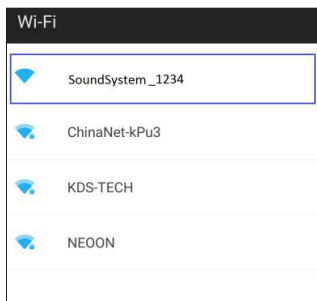 Wi-Fi
SoundSystem_1234
ChinaNet-kPu3
KDS-TECH
NEOON